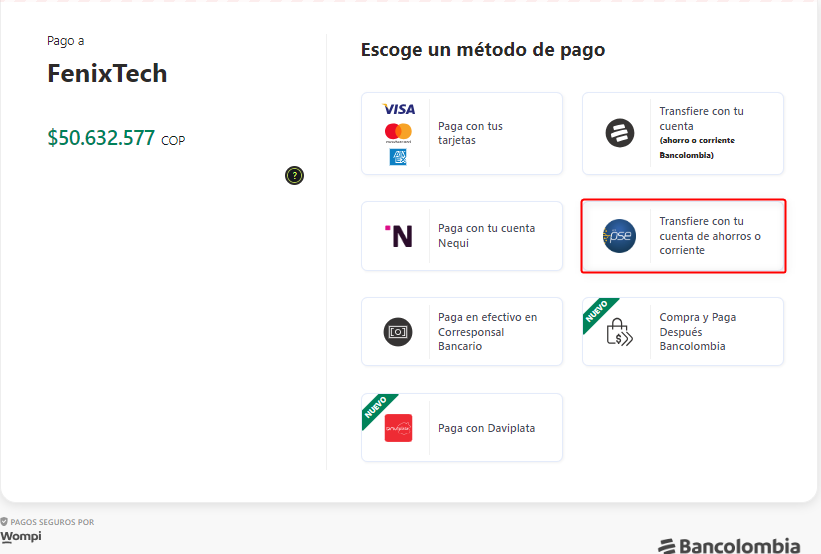 Pago a
FenixTech
$50.632.577 COP
?
Escoge un método de pago
VISA
Paga con tus
tarjetas
Transfiere con tu
cuenta
(ahorro o corriente
Bancolombia)
N
Paga con tu cuenta
Nequi
pse
Transfiere con tu
cuenta de ahorros o
corriente
Paga en efectivo en
Corresponsal
Bancario
NUEVO
Compra y Paga
Después
Bancolombia
NUEVO
Paga con Daviplata
PAGOS SEGUROS POR
Wompi
Bancolombia